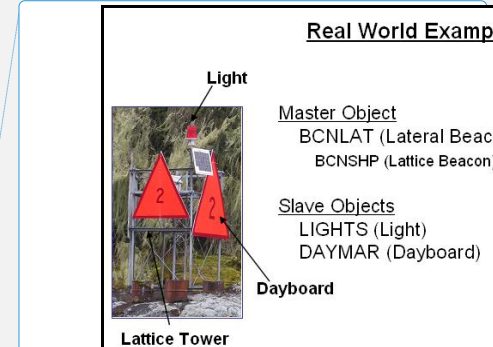 Real World Examp
Light
Master Object
BCNLAT (Lateral Beac
BCNSHP (Lattice Beacon)
Slave Objects
LIGHTS (Light)
DAYMAR (Dayboard)
2
2
Dayboard
Lattice Tower